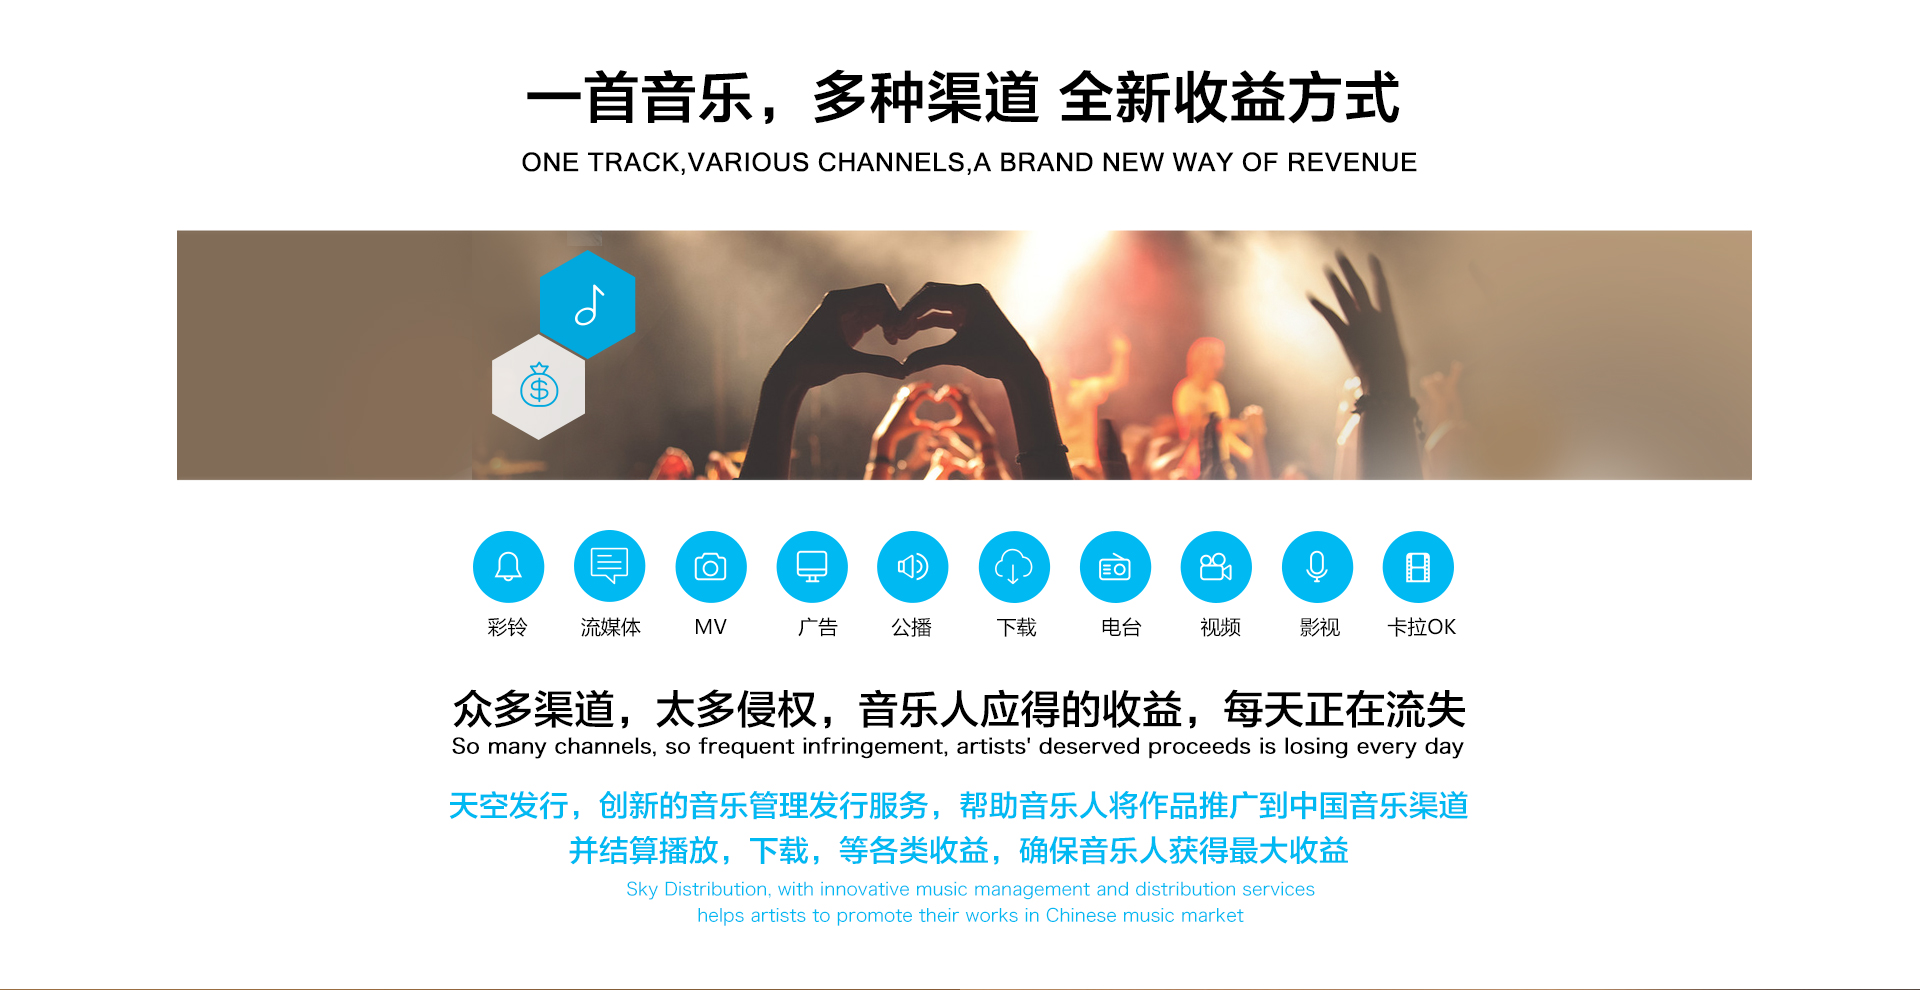 一首音乐，多种渠道 全新收益方式
ONE TRACK,VARIOUS CHANNELS,A BRAND NEW WAY OF REVENUE
彩铃 流媒体 MV 广告 公播 下载 电台 视频 影视 卡拉OK
众多渠道，太多侵权，音乐人应得的收益，每天正在流失
So many channels, so frequent infringement, artists' deserved proceeds is losing every day
天空发行，创新的音乐管理发行服务，帮助音乐人将作品推广到中国音乐渠道
并结算播放，下载，等各类收益，确保音乐人获得最大收益
Sky Distribution, with innovative music management and distribution services
helps artists to promote their works in Chinese music market